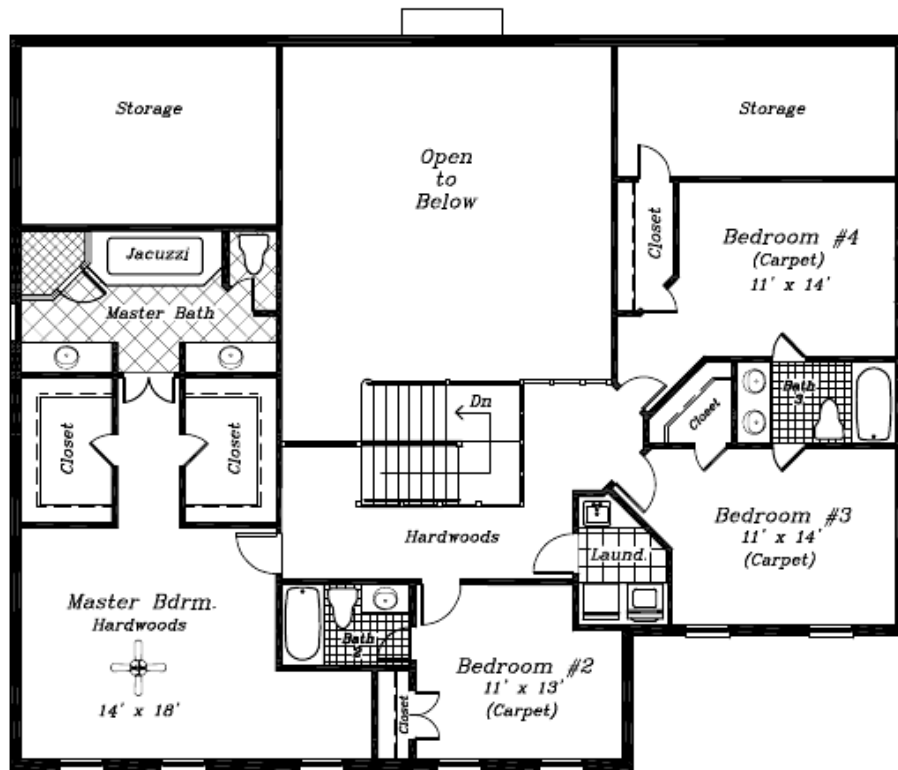 Storage
Storage
Open
to
Below
Closet
Bedroom #4
(Carpet)
11' x 14'
Jacuzzi
Master Bath
Dn
Closet
Bath
3
Closet
Closet
Hardwoods
Laund.
Bedroom #3
11' x 14'
(Carpet)
Master Bdrm.
Hardwoods
14' x 18'
Bath
2
Bedroom #2
11' x 13'
(Carpet)
Closet